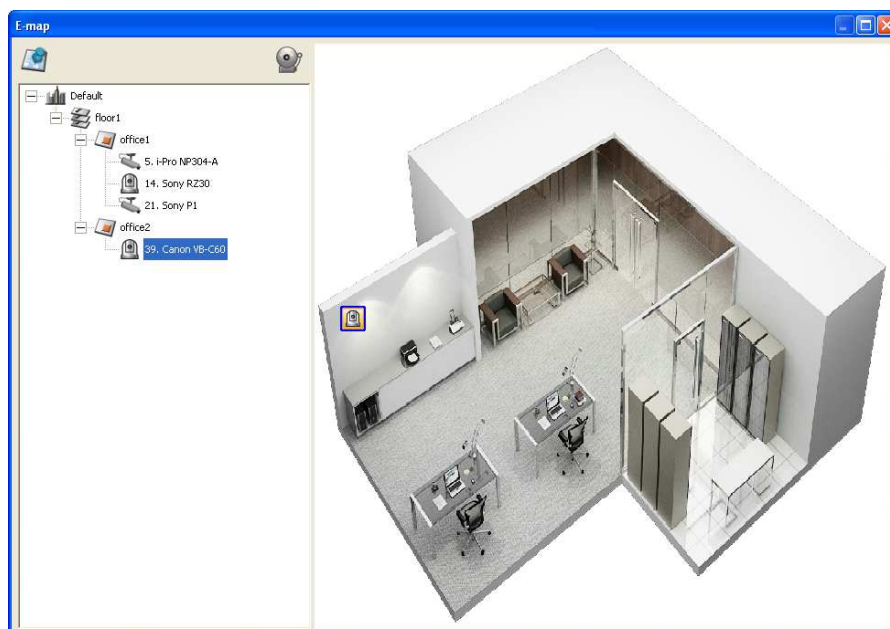 E-map
Default
floor1
office1
5. i-Pro NP304-A
14. Sony RZ30
21. Sony P1
office2
39. Canon VB-C60